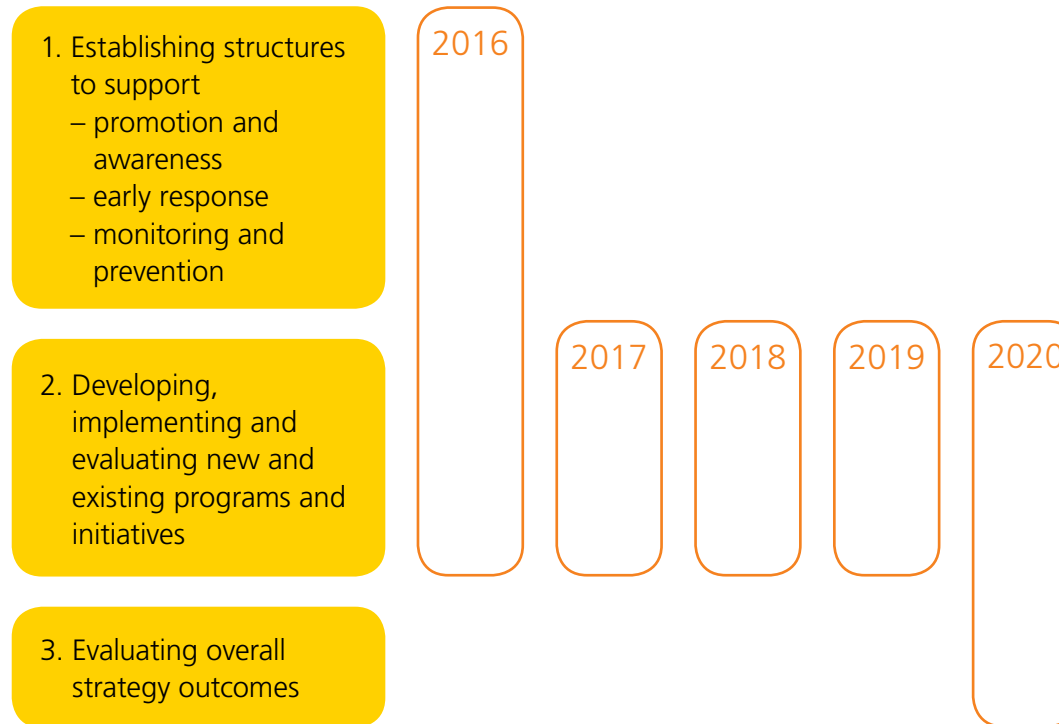 1. Establishing structures
to support
– promotion and
awareness
– early response
– monitoring and
prevention
2016
2. Developing,
implementing and
evaluating new and
existing programs and
initiatives
2017
2018
2019
2020
3. Evaluating overall
strategy outcomes